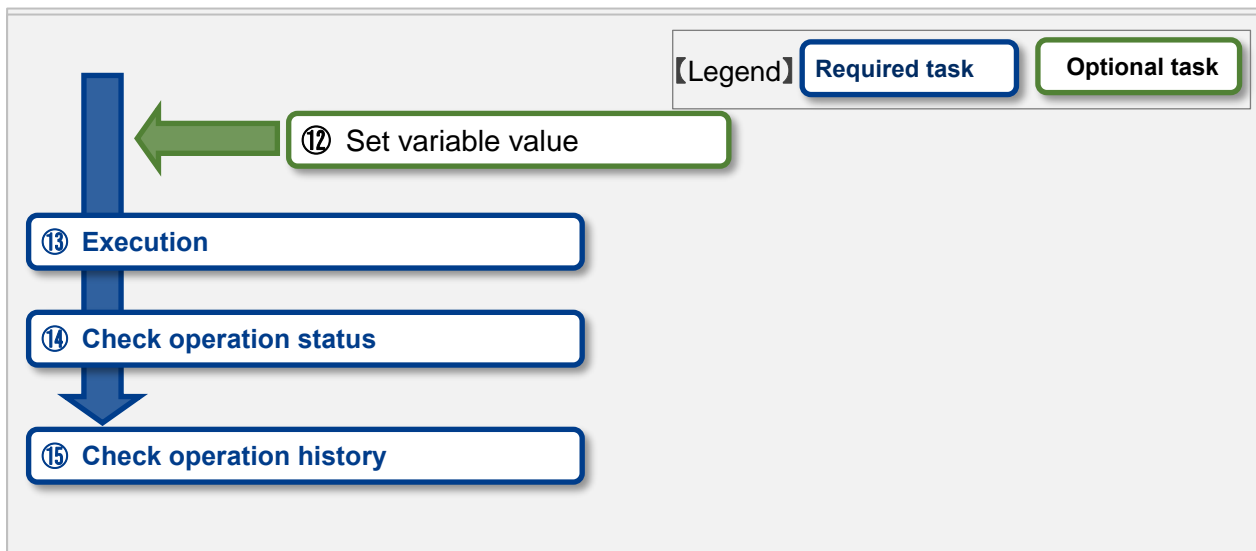 【Legend】 Required task Optional task
⑫ Set variable value
⑬ Execution
⑭ Check operation status
⑮ Check operation history